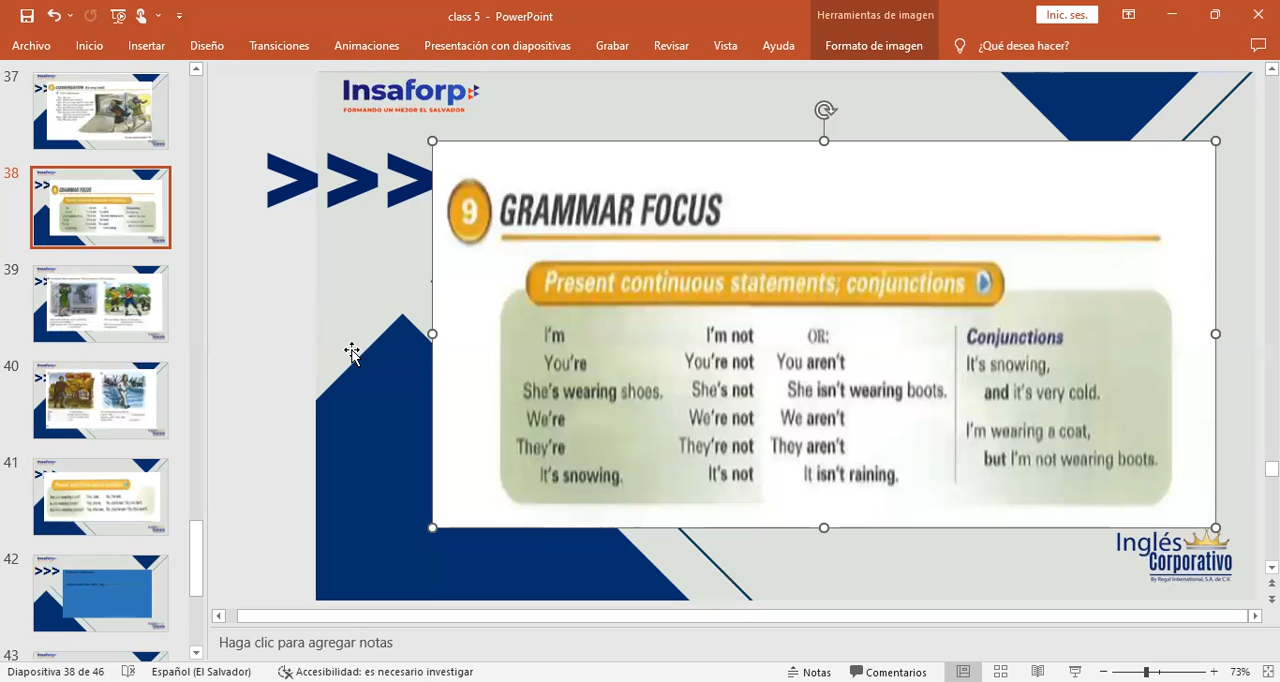 class 5 - PowerPoint
Herramientas de imagen
Inic. ses.
Archivo Inicio Insertar Diseño Transiciones Animaciones Presentación con diapositivas Grabar Revisar Vista Ayuda Formato de imagen ¿Qué desea hacer?
37
38
GRAMMAR FOCUS
39
40
41
42
43
Insaforp
FORMANDO UN MEJOR EL SALVADOR
>>>
9 GRAMMAR FOCUS
Present continuous statements; conjunctions
I'm I'm not OR: Conjunctions
You're You're not You aren't It's snowing,
She's wearing shoes. She's not She isn't wearing boots. and it's very cold.
We're We're not We aren't I'm wearing a coat,
They're They're not They aren't but I'm not wearing boots.
It's snowing. It's not It isn't raining.
Inglés
Corporativo
By Regal International, S.A. de C.V.
Haga clic para agregar notas
Diapositiva 38 de 46 Español (El Salvador) Accesibilidad: es necesario investigar Notas Comentarios 73%